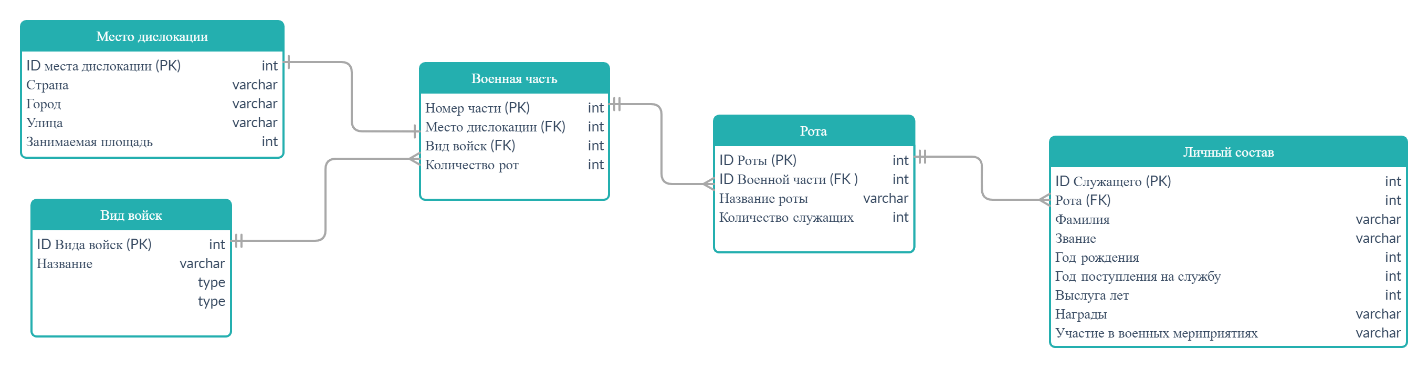 Место дислокации
ID места дислокации (PK) int
Страна varchar
Город varchar
Улица varchar
Занимаемая площадь int
Вид войск
ID Вида войск (PK) int
Название varchar
type
type
Военная часть
Номер части (PK) int
Место дислокации (FK) int
Вид войск (FK) int
Количество рот int
Рота
ID Роты (PK) int
ID Военной части (FK ) int
Название роты varchar
Количество служащих int
Личный состав
ID Служащего (PK) int
Рота (FK) int
Фамилия varchar
Звание varchar
Год рождения int
Год поступления на службу int
Выслуга лет int
Награды varchar
Участие в военных мериприятиях varchar